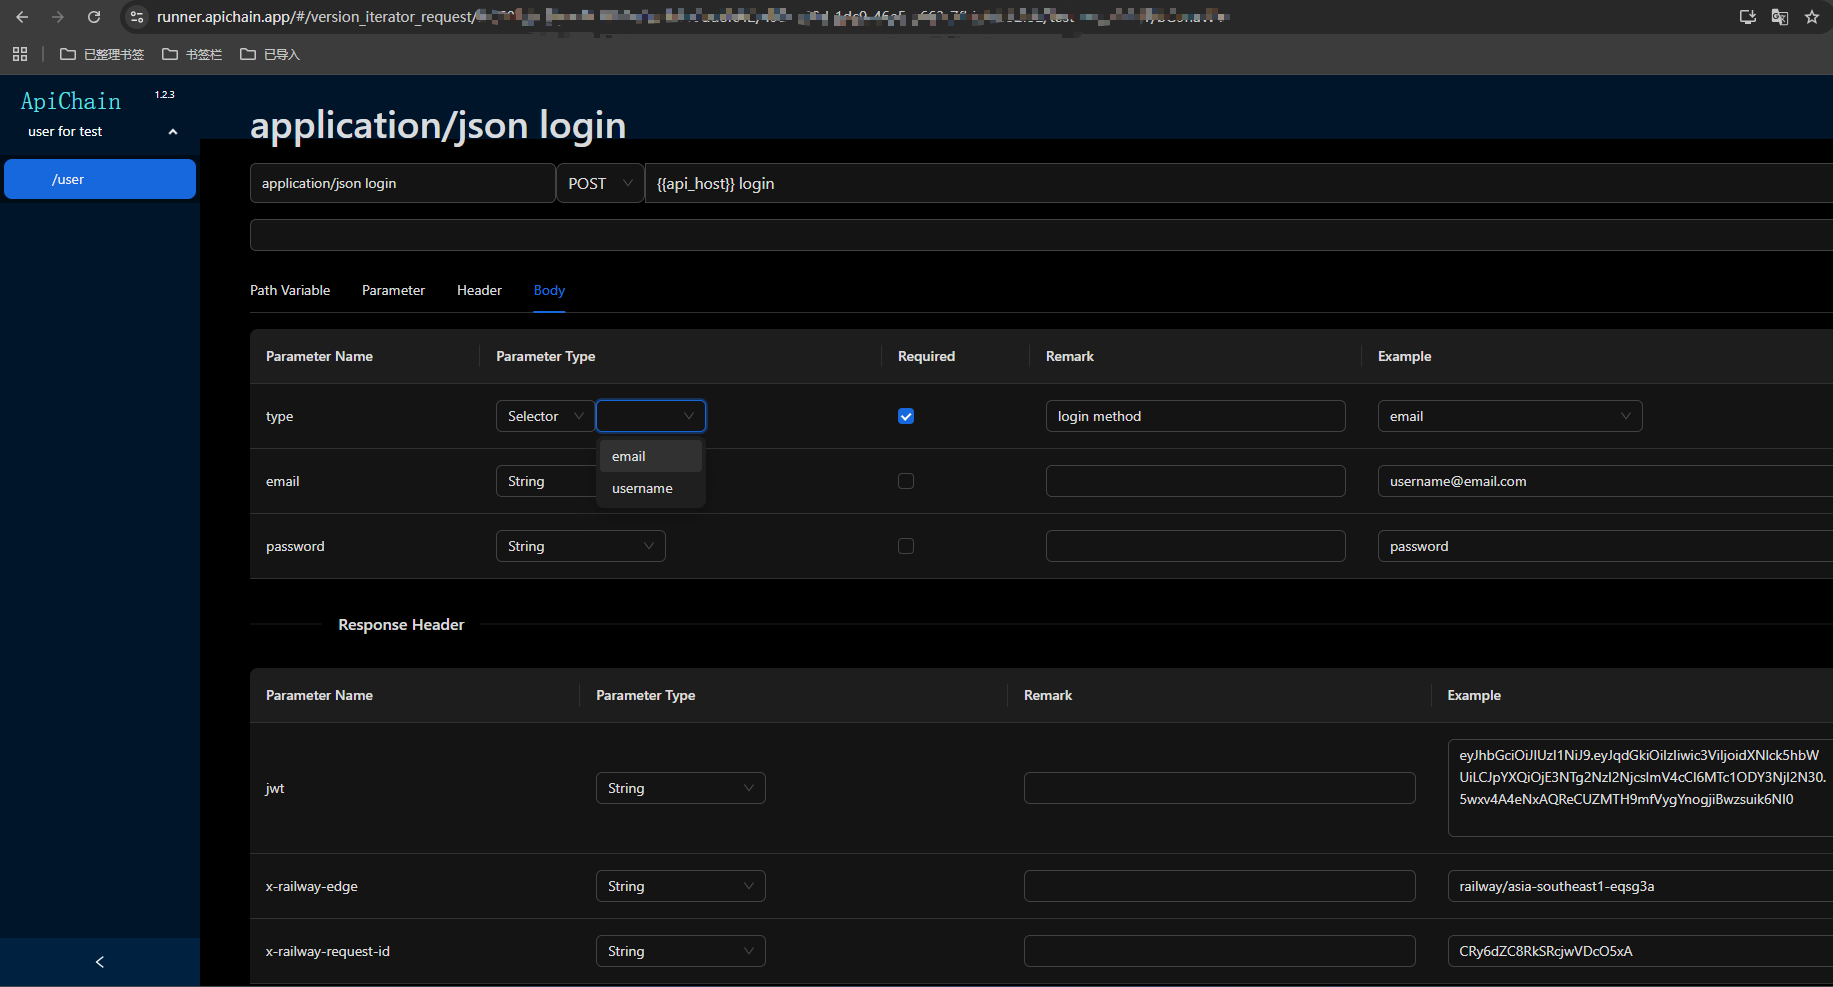 runner.apichain.app/#/version_iterator_request/
已整理书签 书签栏 已导入
ApiChain 1.2.3
user for test
/user
application/json login
application/json login POST {{api_host}} login
Path Variable Parameter Header Body
Parameter Name Parameter Type Required Remark Example
type Selector login method email
email
email String username@email.com
username
password String password
Response Header
Parameter Name Parameter Type Remark Example
eyJhbGciOiJIUzI1NiJ9.eyJqdGkiOiIzIiwic3ViIjoidXNlck5hbW
UiLCJpYXQiOjE3NTg2NzI2NjcsImV4cCI6MTc1ODY3NjI2N30.
5wxv4A4eNxAQReCUZMTH9mfVygYnogjiBwzsuik6NI0
jwt String
x-railway-edge String railway/asia-southeast1-eqsg3a
x-railway-request-id String CRy6dZC8RkSRcjwVDcO5xA